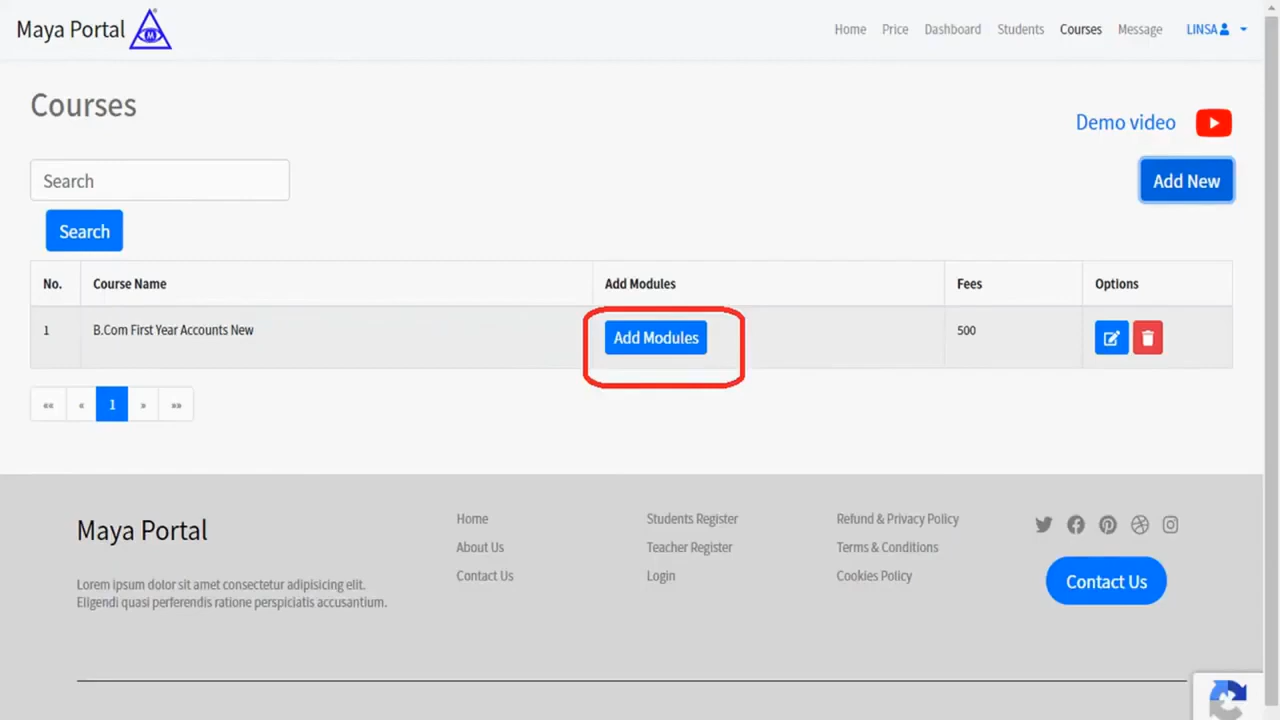 Maya Portal
M
Home Price Dashboard Students Courses Message LINSA
Courses
Demo video
Search
Add New
Search
No. Course Name Add Modules Fees Options
1 B.Com First Year Accounts New Add Modules 500
«« « 1 » »»
Maya Portal
Lorem ipsum dolor sit amet consectetur adipisicing elit.
Eligendi quasi perferendis ratione perspiciatis accusantium.
Home
About Us
Contact Us
Students Register
Teacher Register
Login
Refund & Privacy Policy
Terms & Conditions
Cookies Policy
Contact Us